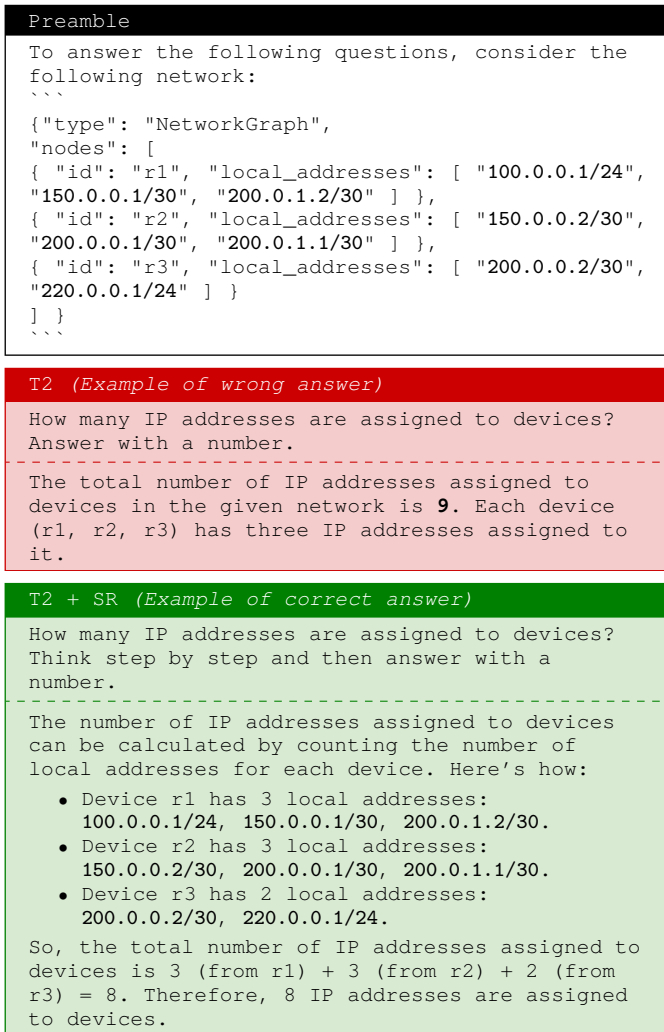 Preamble
To answer the following questions, consider the
following network:
```
{"type": "NetworkGraph",
"nodes": [
{ "id": "r1", "local_addresses": [ "100.0.0.1/24",
"150.0.0.1/30", "200.0.1.2/30" ] },
{ "id": "r2", "local_addresses": [ "150.0.0.2/30",
"200.0.0.1/30", "200.0.1.1/30" ] },
{ "id": "r3", "local_addresses": [ "200.0.0.2/30",
"220.0.0.1/24" ] }
] }
```
T2 (Example of wrong answer)
How many IP addresses are assigned to devices?
Answer with a number.
The total number of IP addresses assigned to
devices in the given network is 9. Each device
(r1, r2, r3) has three IP addresses assigned to
it.
T2 + SR (Example of correct answer)
How many IP addresses are assigned to devices?
Think step by step and then answer with a
number.
The number of IP addresses assigned to devices
can be calculated by counting the number of
local addresses for each device. Here's how:
• Device r1 has 3 local addresses:
100.0.0.1/24, 150.0.0.1/30, 200.0.1.2/30.
• Device r2 has 3 local addresses:
150.0.0.2/30, 200.0.0.1/30, 200.0.1.1/30.
• Device r3 has 2 local addresses:
200.0.0.2/30, 220.0.0.1/24.
So, the total number of IP addresses assigned to
devices is 3 (from r1) + 3 (from r2) + 2 (from
r3) = 8. Therefore, 8 IP addresses are assigned
to devices.